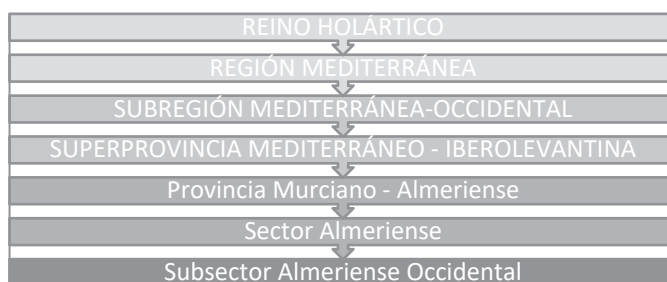 REINO HOLÁRTICO
REGIÓN MEDITERRÁNEA
SUBREGIÓN MEDITERRÁNEA-OCCIDENTAL
SUPERPROVINCIA MEDITERRÁNEO - IBEROLEVANTINA
Provincia Murciano - Almeriense
Sector Almeriense
Subsector Almeriense Occidental